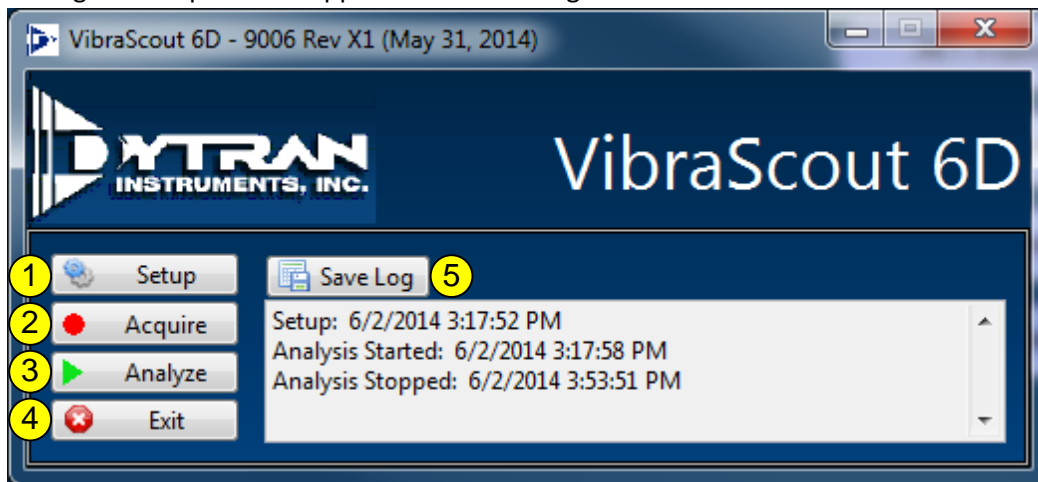 VibraScout 6D - 9006 Rev X1 (May 31, 2014)
DYTRAN
INSTRUMENTS, INC.
VibraScout 6D
1 Setup
5 Save Log
2 Acquire
3 Analyze
4 Exit
Setup: 6/2/2014 3:17:52 PM
Analysis Started: 6/2/2014 3:17:58 PM
Analysis Stopped: 6/2/2014 3:53:51 PM